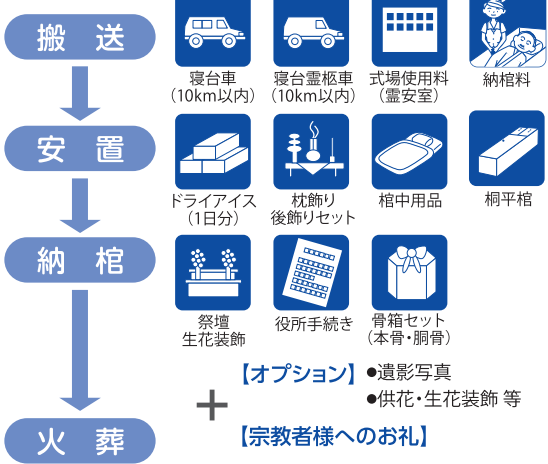 搬送
安置
納棺
火葬
寝台車
(10km以内)
寝台霊柩車
(10km以内)
式場使用料
(霊安室)
納棺料
ドライアイス
(1日分)
枕飾り
後飾りセット
棺中用品
桐平棺
祭壇
生花装飾
役所手続き
骨箱セット
(本骨・胴骨)
+
【オプション】
●遺影写真
●供花・生花装飾 等
【宗教者様へのお礼】